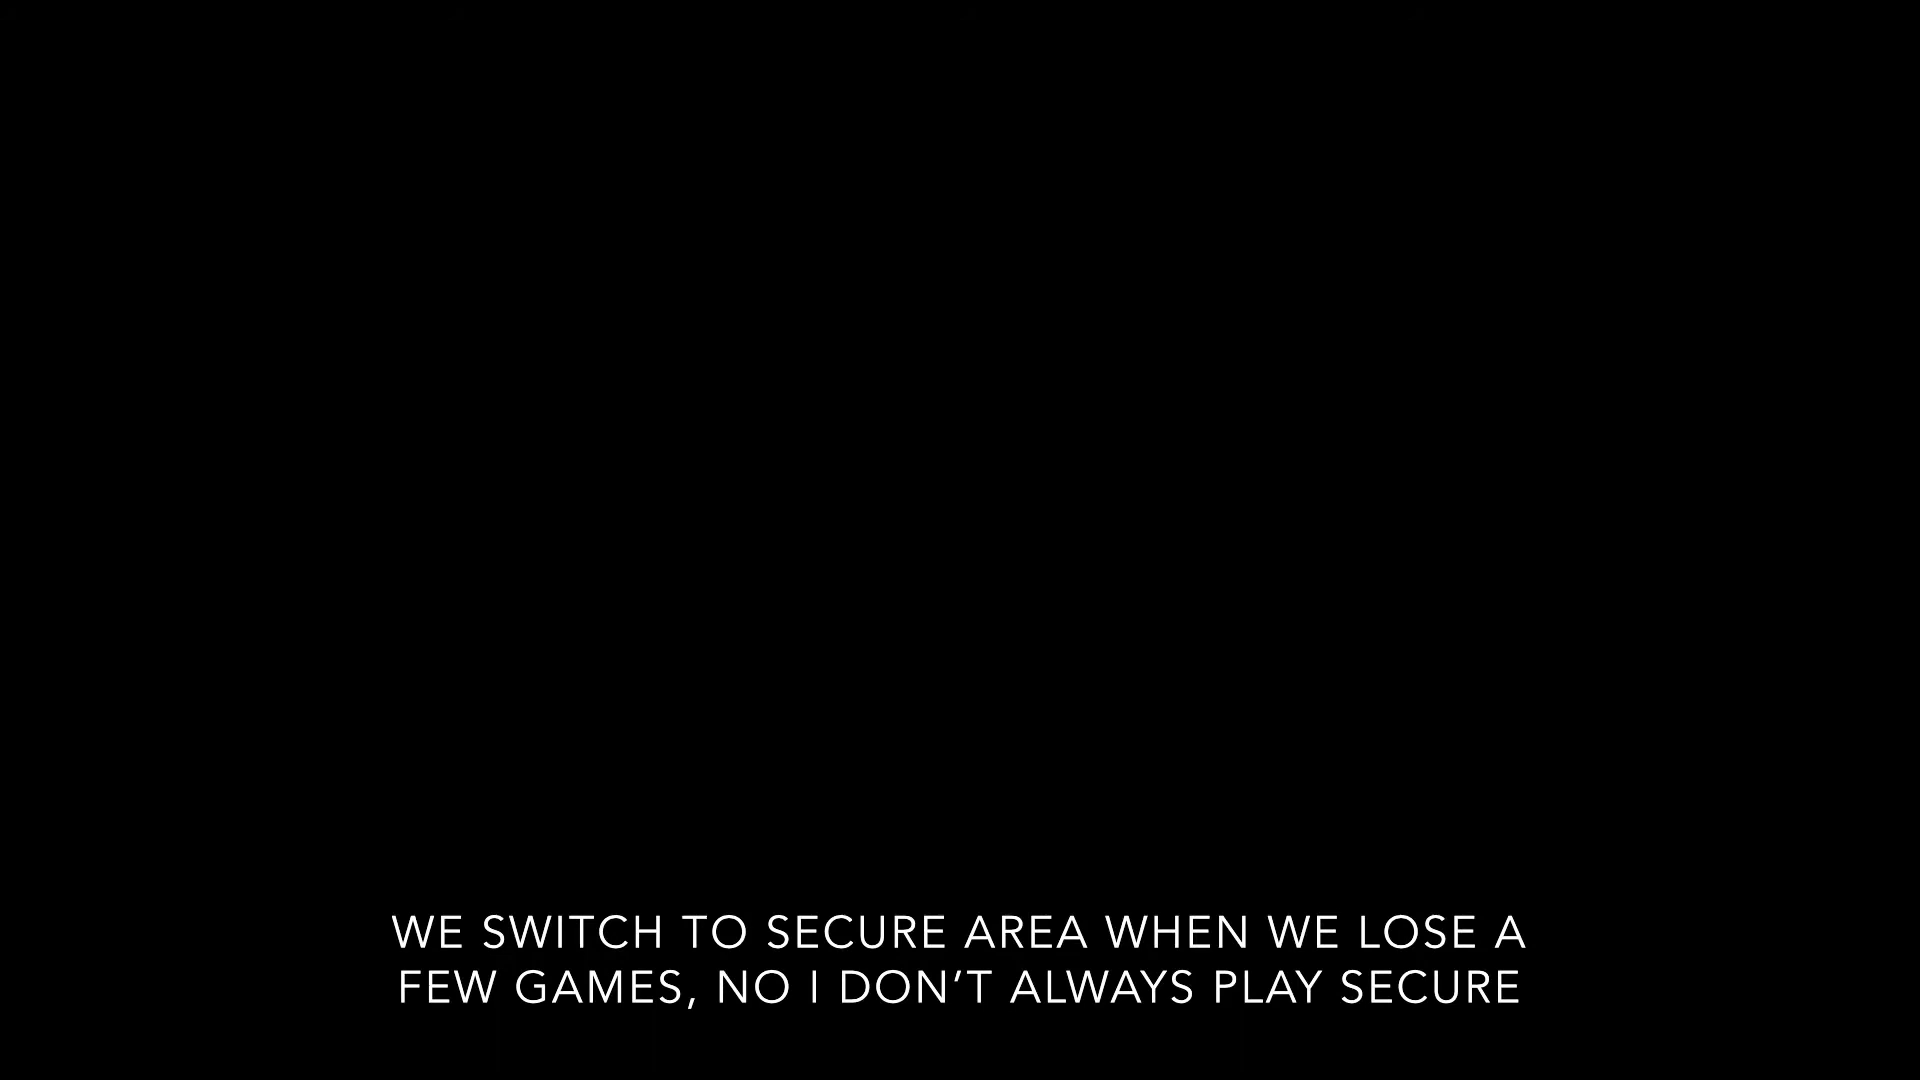 WE SWITCH TO SECURE AREA WHEN WE LOSE A
FEW GAMES, NO I DON’T ALWAYS PLAY SECURE